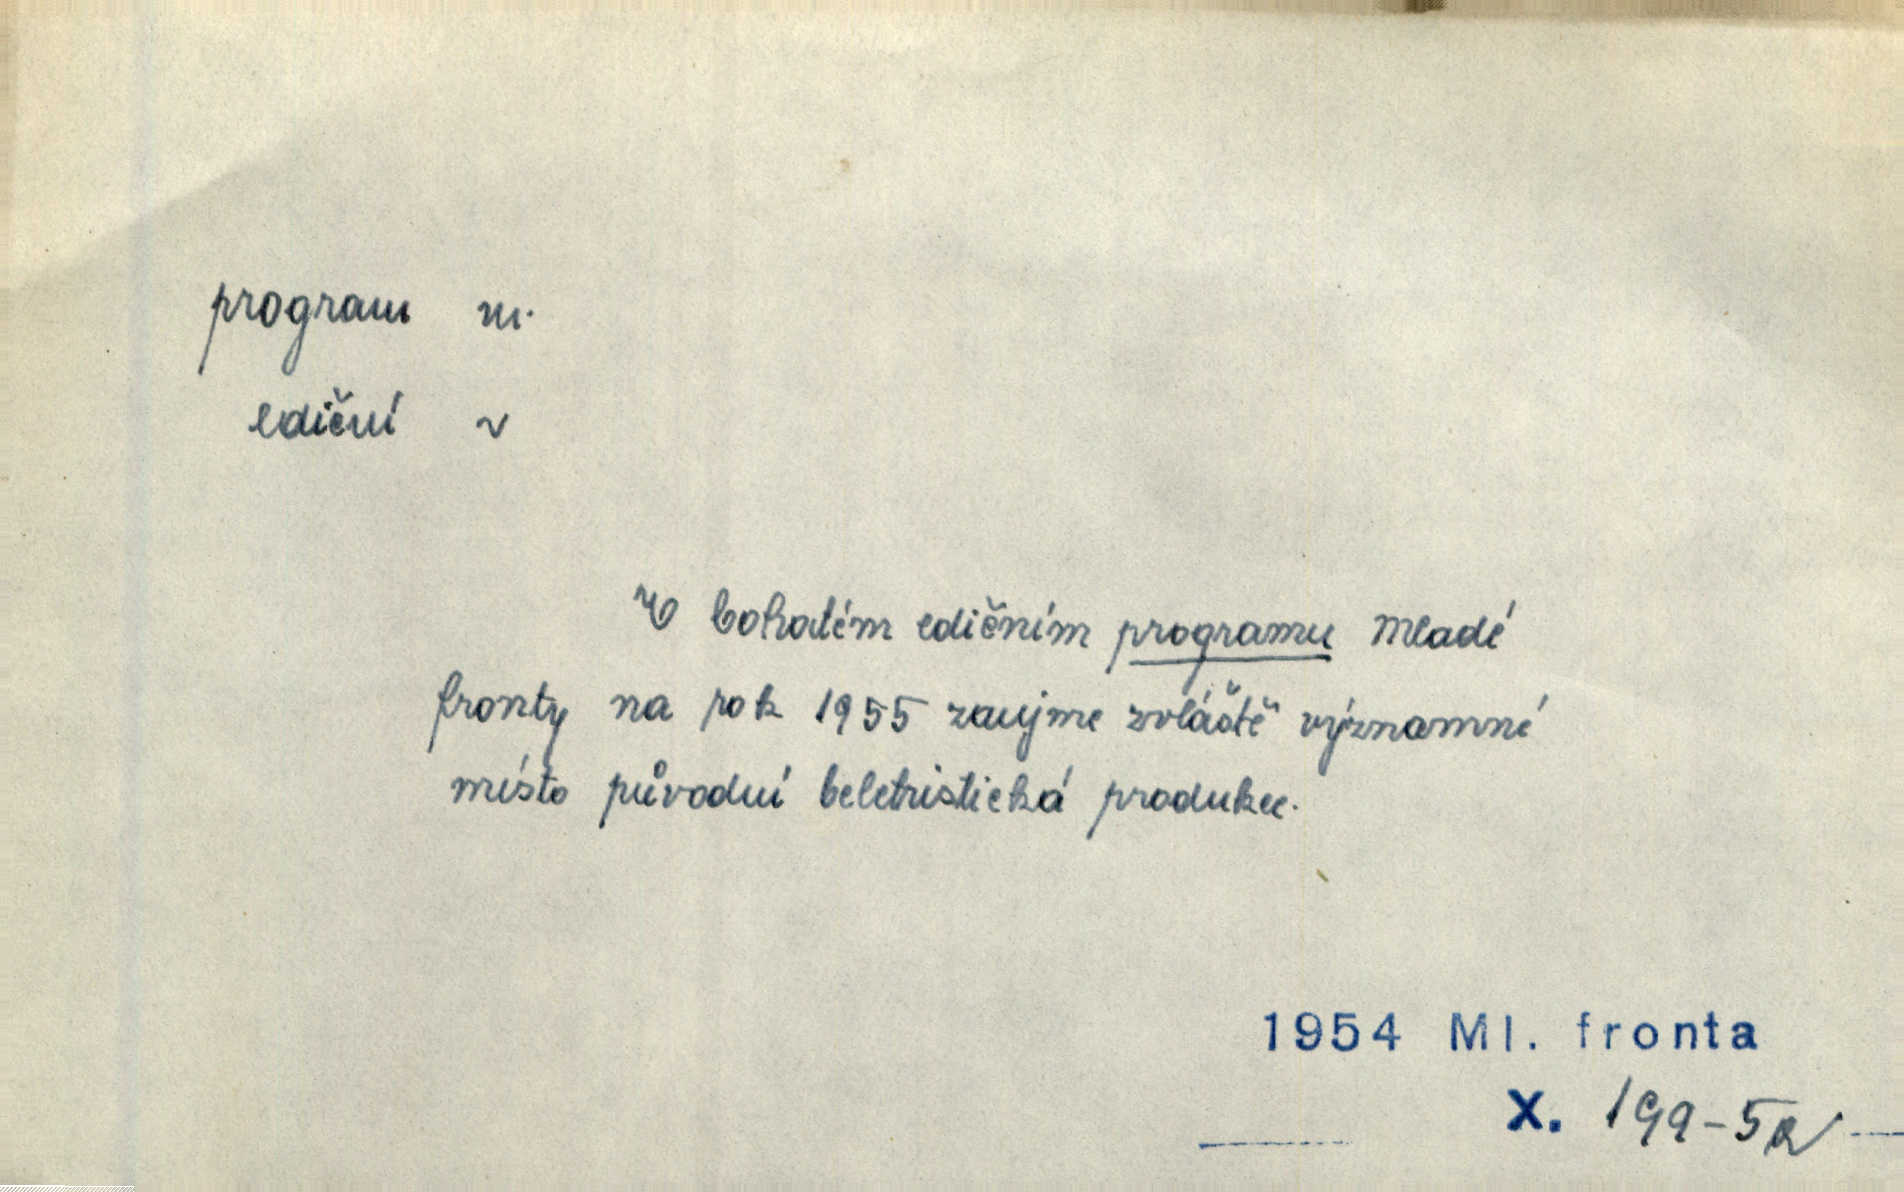 program m.
ediční v
V bohatém edičním programu Mladé
fronty na rok 1955 zaujme zvláště významné
místo původní beletristická produkce.
1954 Ml. fronta
X. 199-5